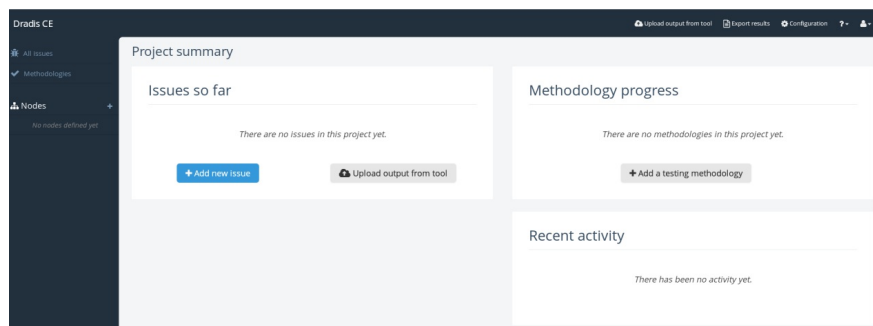 Dradis CE
Upload output from tool Export results Configuration ?
All issues
Methodologies
Nodes +
No nodes defined yet
Project summary
Issues so far
There are no issues in this project yet.
+ Add new issue
Upload output from tool
Methodology progress
There are no methodologies in this project yet.
+ Add a testing methodology
Recent activity
There has been no activity yet.